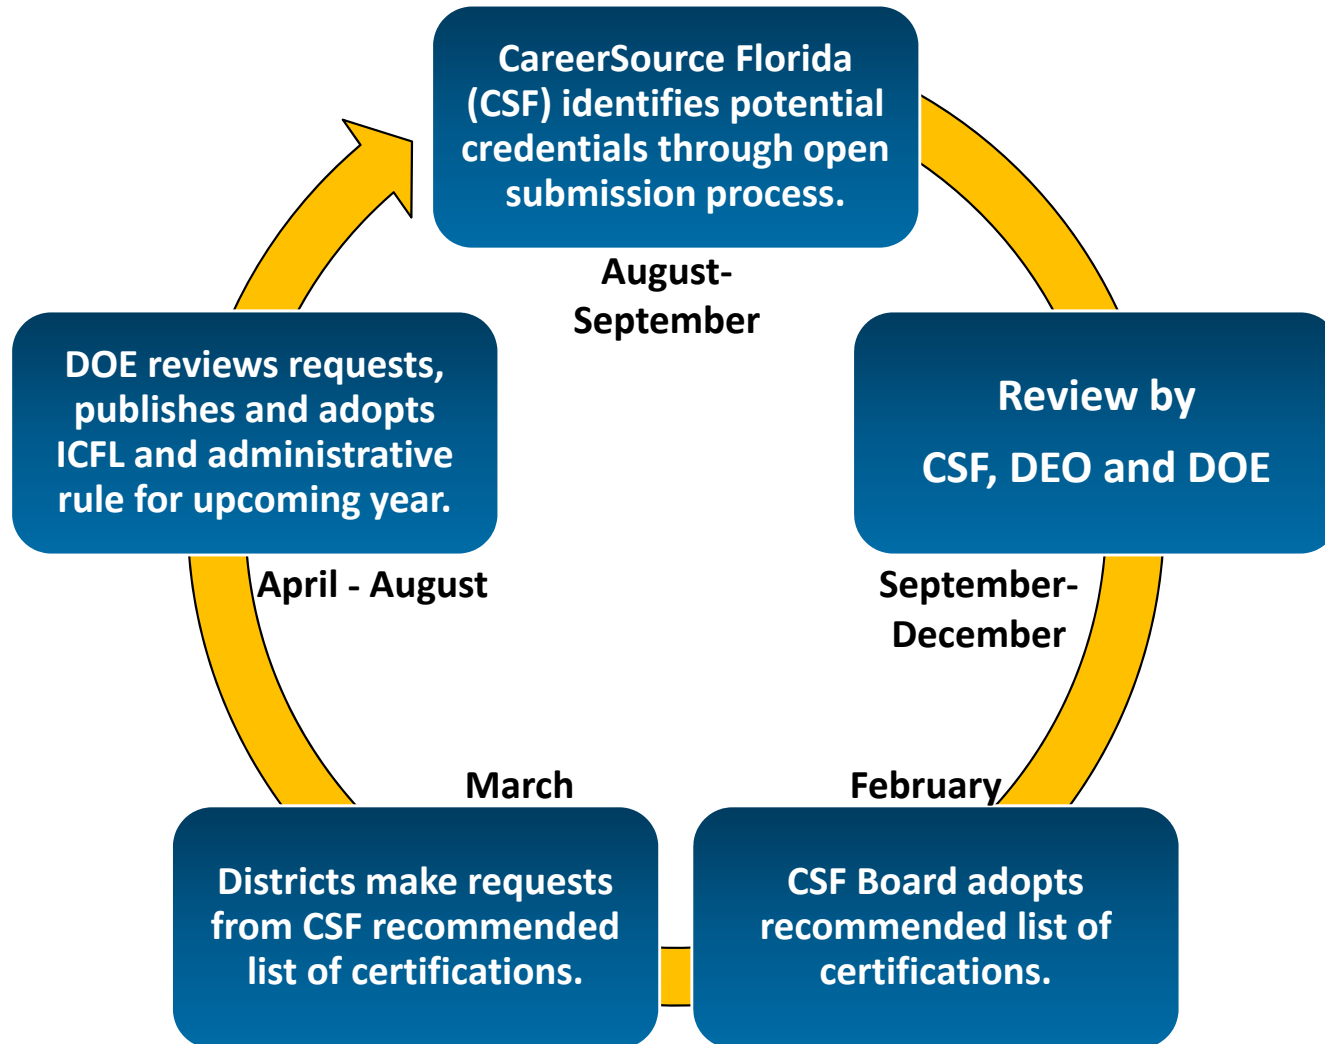 CareerSource Florida
(CSF) identifies potential
credentials through open
submission process.
August-
September
Review by
CSF, DEO and DOE
September-
December
February
CSF Board adopts
recommended list of
certifications.
March
Districts make requests
from CSF recommended
list of certifications.
DOE reviews requests,
publishes and adopts
ICFL and administrative
rule for upcoming year.
April - August